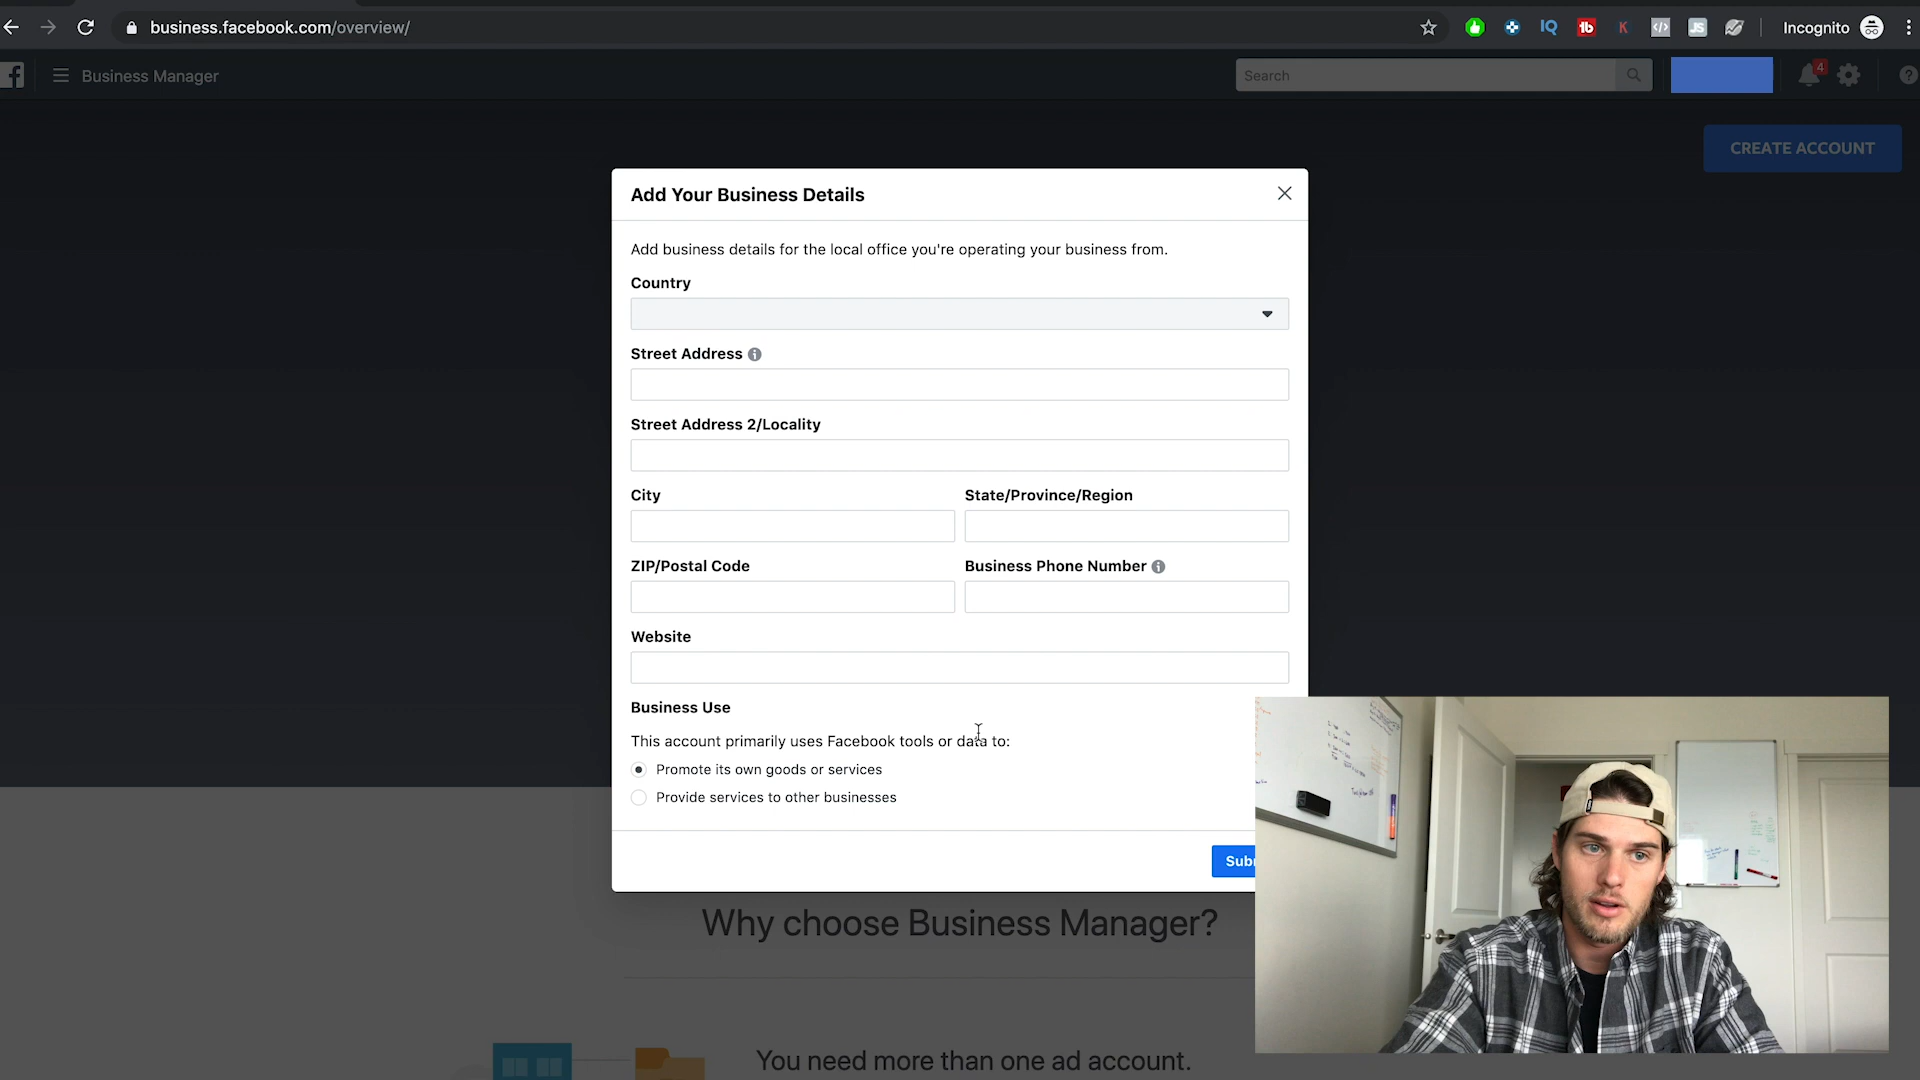 business.facebook.com/overview/
Incognito
Business Manager
Search
4
CREATE ACCOUNT
Add Your Business Details
Add business details for the local office you're operating your business from.
Country
Street Address
Street Address 2/Locality
City
State/Province/Region
ZIP/Postal Code
Business Phone Number
Website
Business Use
This account primarily uses Facebook tools or data to:
Promote its own goods or services
Provide services to other businesses
Why choose Business Manager?
You need more than one ad account.